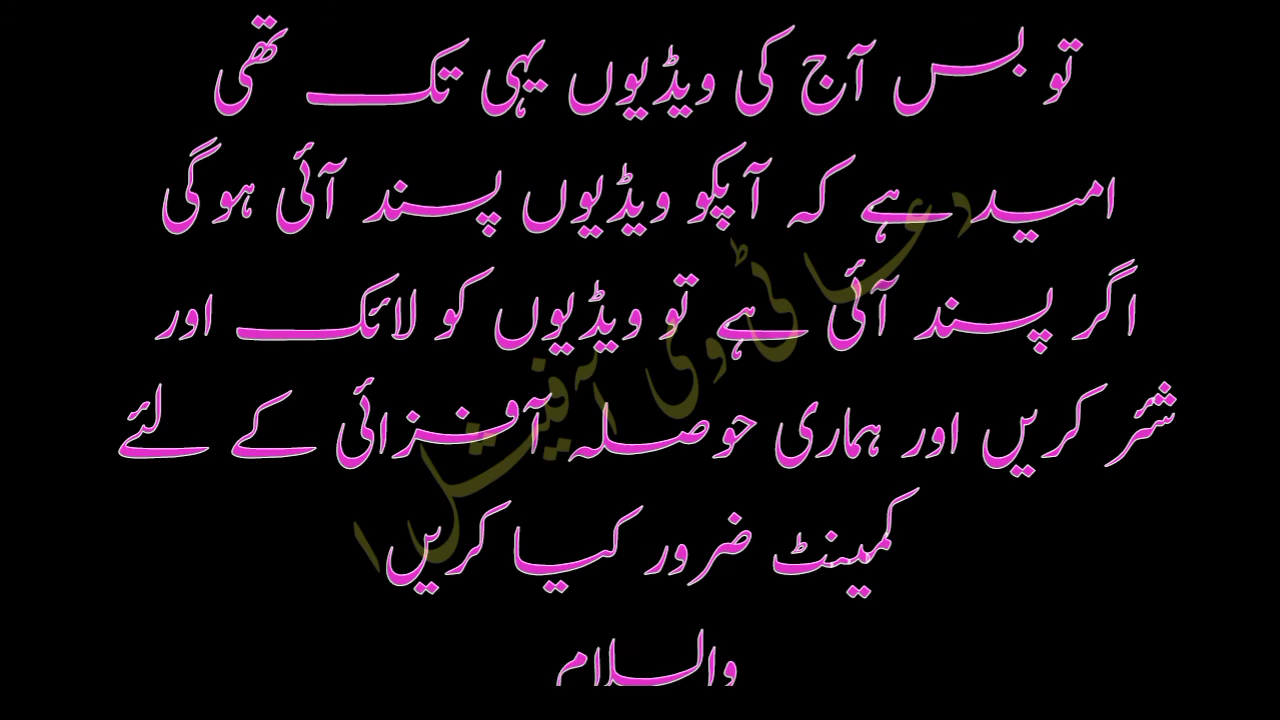 تو بس آج کی ویڈیوں یہی تک تھی
امید ہے کہ آپکو ویڈیوں پسند آئی ہوگی
اگر پسند آئی ہے تو ویڈیوں کو لائک اور
شئر کریں اور ہماری حوصلہ آفزائی کے لئے
کمینٹ ضرور کیا کریں
والسلام